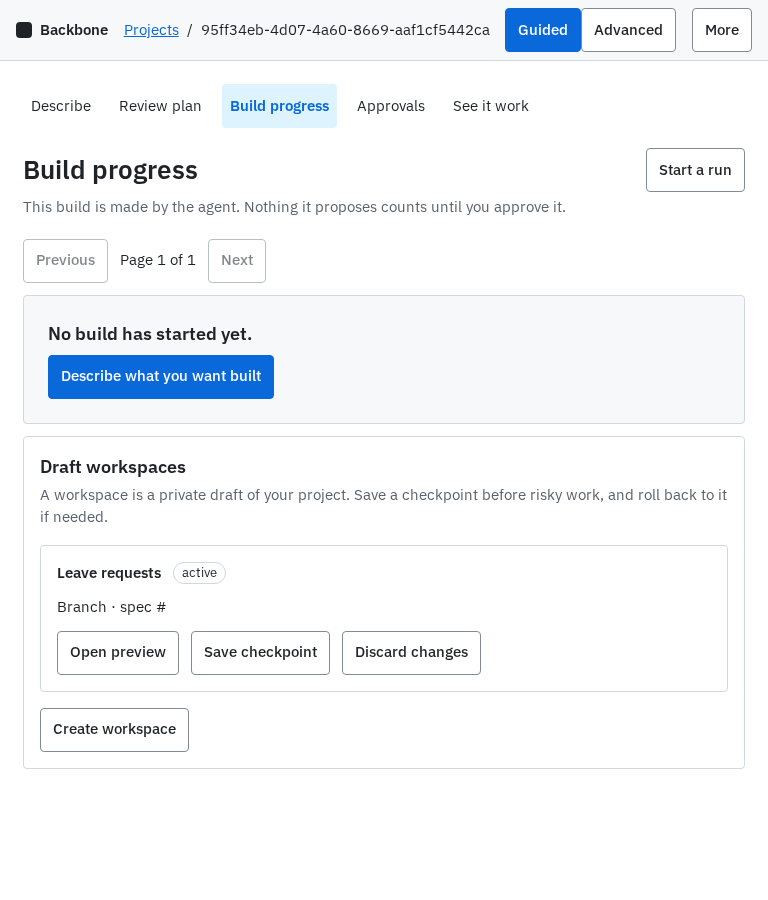 Backbone Projects / 95ff34eb-4d07-4a60-8669-aaf1cf5442ca Guided Advanced More
Describe Review plan Build progress Approvals See it work
Build progress Start a run
This build is made by the agent. Nothing it proposes counts until you approve it.
Previous Page 1 of 1 Next
No build has started yet.
Describe what you want built
Draft workspaces
A workspace is a private draft of your project. Save a checkpoint before risky work, and roll back to it
if needed.
Leave requests active
Branch · spec #
Open preview Save checkpoint Discard changes
Create workspace